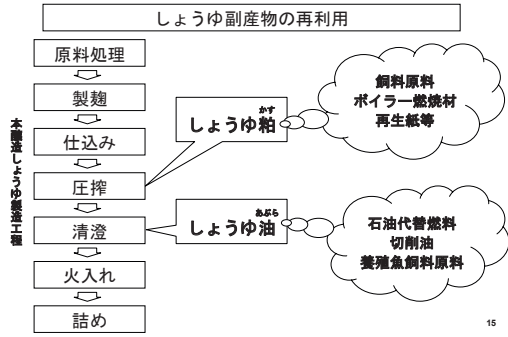 しょうゆ副産物の再利用
本醸造しょうゆ製造工程
原料処理
製麹
仕込み
圧搾
清澄
火入れ
詰め
かす
しょうゆ粕
飼料原料
ボイラー燃焼材
再生紙等
あぶら
しょうゆ油
石油代替燃料
切削油
養殖魚飼料原料
15